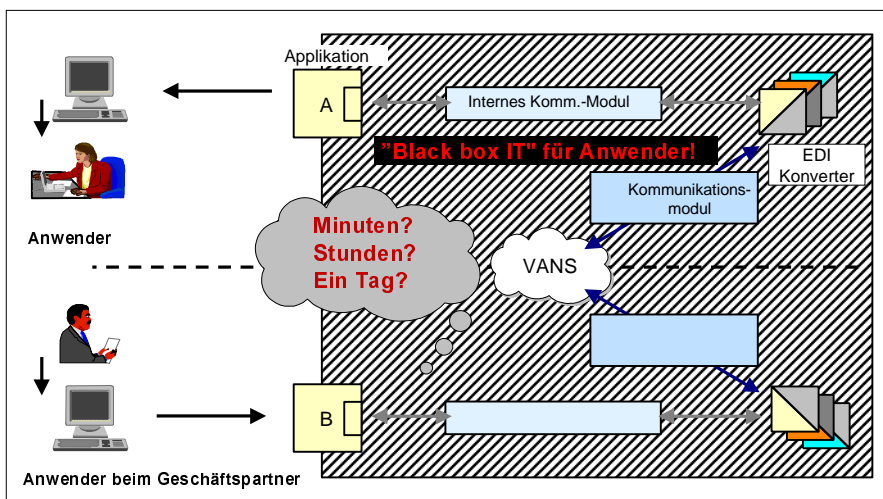 Applikation
A
Internes Komm.-Modul
"Black box IT" für Anwender!
EDI
Konverter
Kommunikations-
modul
Anwender
Minuten?
Stunden?
Ein Tag?
VANS
B
Anwender beim Geschäftspartner